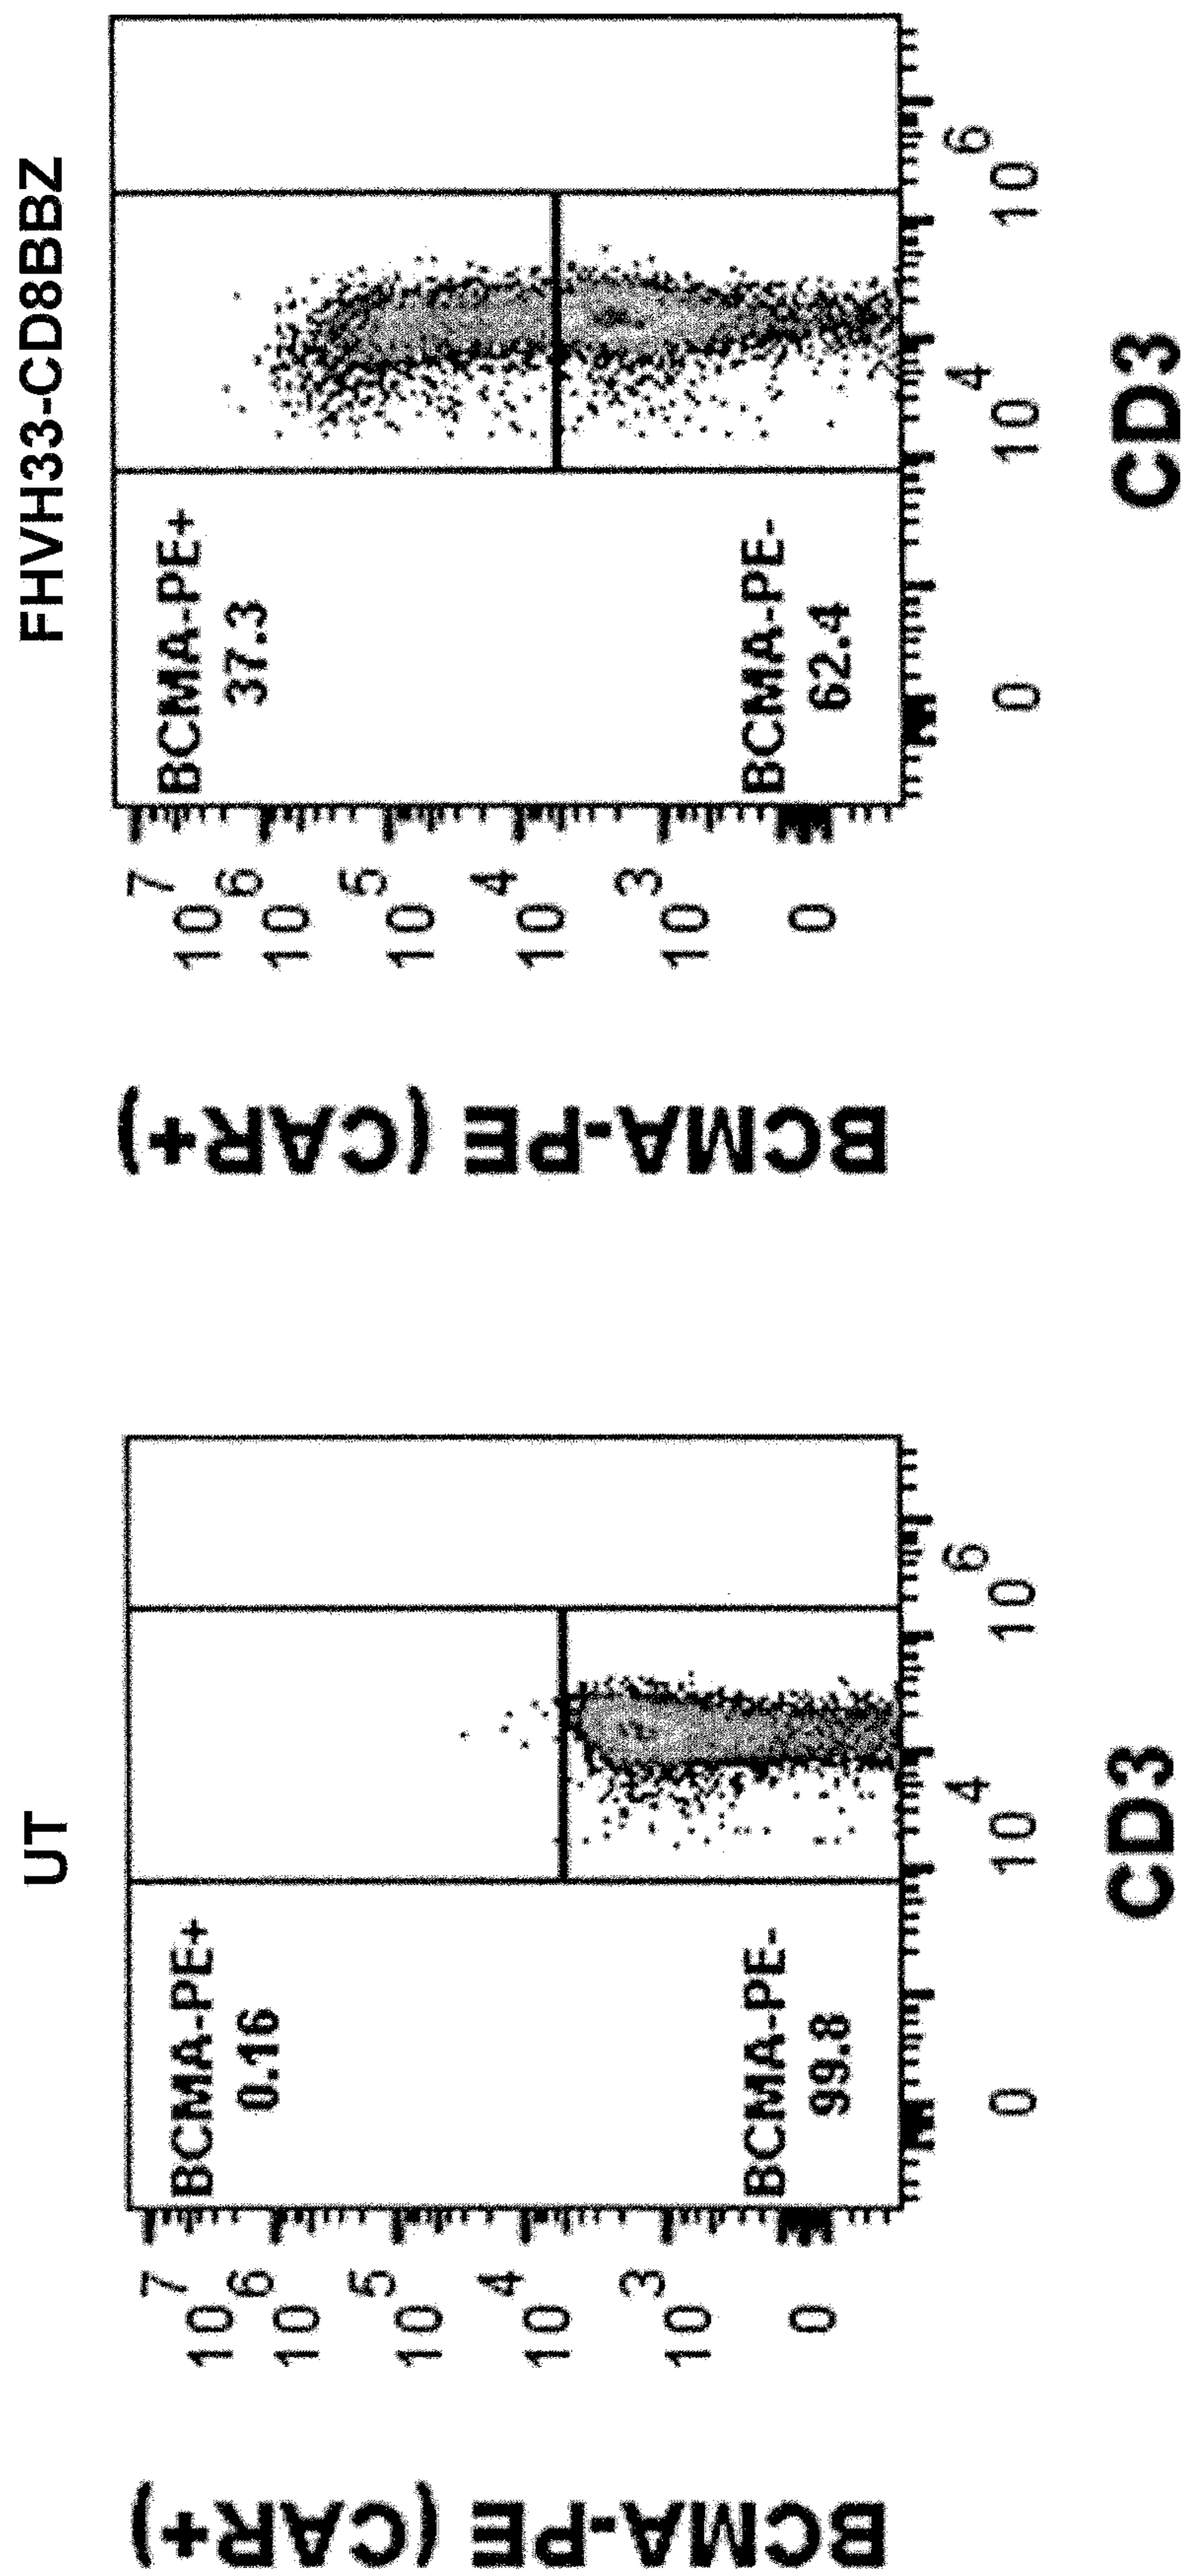 UT
BCMA-PE (CAR+)
10 7
10 6
10 5
10 4
10 3
0
BCMA-PE+
0.16
BCMA-PE-
99.8
0
10 4
10 6
CD3
FHVH33-CD8BBZ
BCMA-PE (CAR+)
10 7
10 6
10 5
10 4
10 3
0
BCMA-PE+
37.3
BCMA-PE-
62.4
0
10 4
10 6
CD3